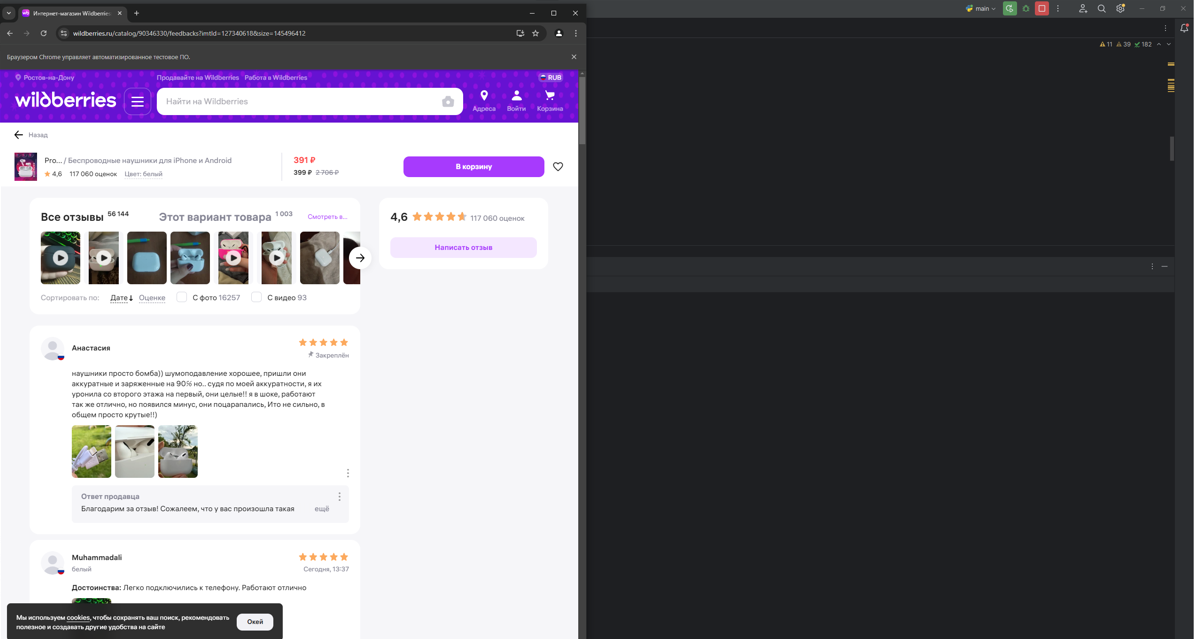 Интернет-магазин Wildberries
main
wildberries.ru/catalog/90346330/feedbacks?imtId=127340618&size=145496412
11 39 182
Браузером Chrome управляет автоматизированное тестовое ПО.
Ростов-на-Дону
Продавайте на Wildberries Работа в Wildberries
RUB
wildberries
Найти на Wildberries
Адреса Войти Корзина
Назад
Pro... / Беспроводные наушники для iPhone и Android
4,6 117 060 оценок Цвет: белый
391 ₽
399 ₽ 2 706 ₽
В корзину
Все отзывы 56 144
Этот вариант товара 1 003
Смотреть в...
4,6 117 060 оценок
Написать отзыв
Сортировать по: Дате Оценке С фото 16257 С видео 93
Анастасия
Закреплён
наушники просто бомба)) шумоподавление хорошее, пришли они
аккуратные и заряженные на 90% но.. судя по моей аккуратности, я их
уронила со второго этажа на первый, они целые!! я в шоке, работают
так же отлично, но появился минус, они поцарапались, Ито не сильно, в
общем просто крутые!!)
Ответ продавца
Благодарим за отзыв! Сожалеем, что у вас произошла такая ещё
Muhammadali
белый
Сегодня, 13:37
Достоинства: Легко подключились к телефону. Работают отлично
Мы используем cookies, чтобы сохранять ваш поиск, рекомендовать
полезное и создавать другие удобства на сайте
Окей